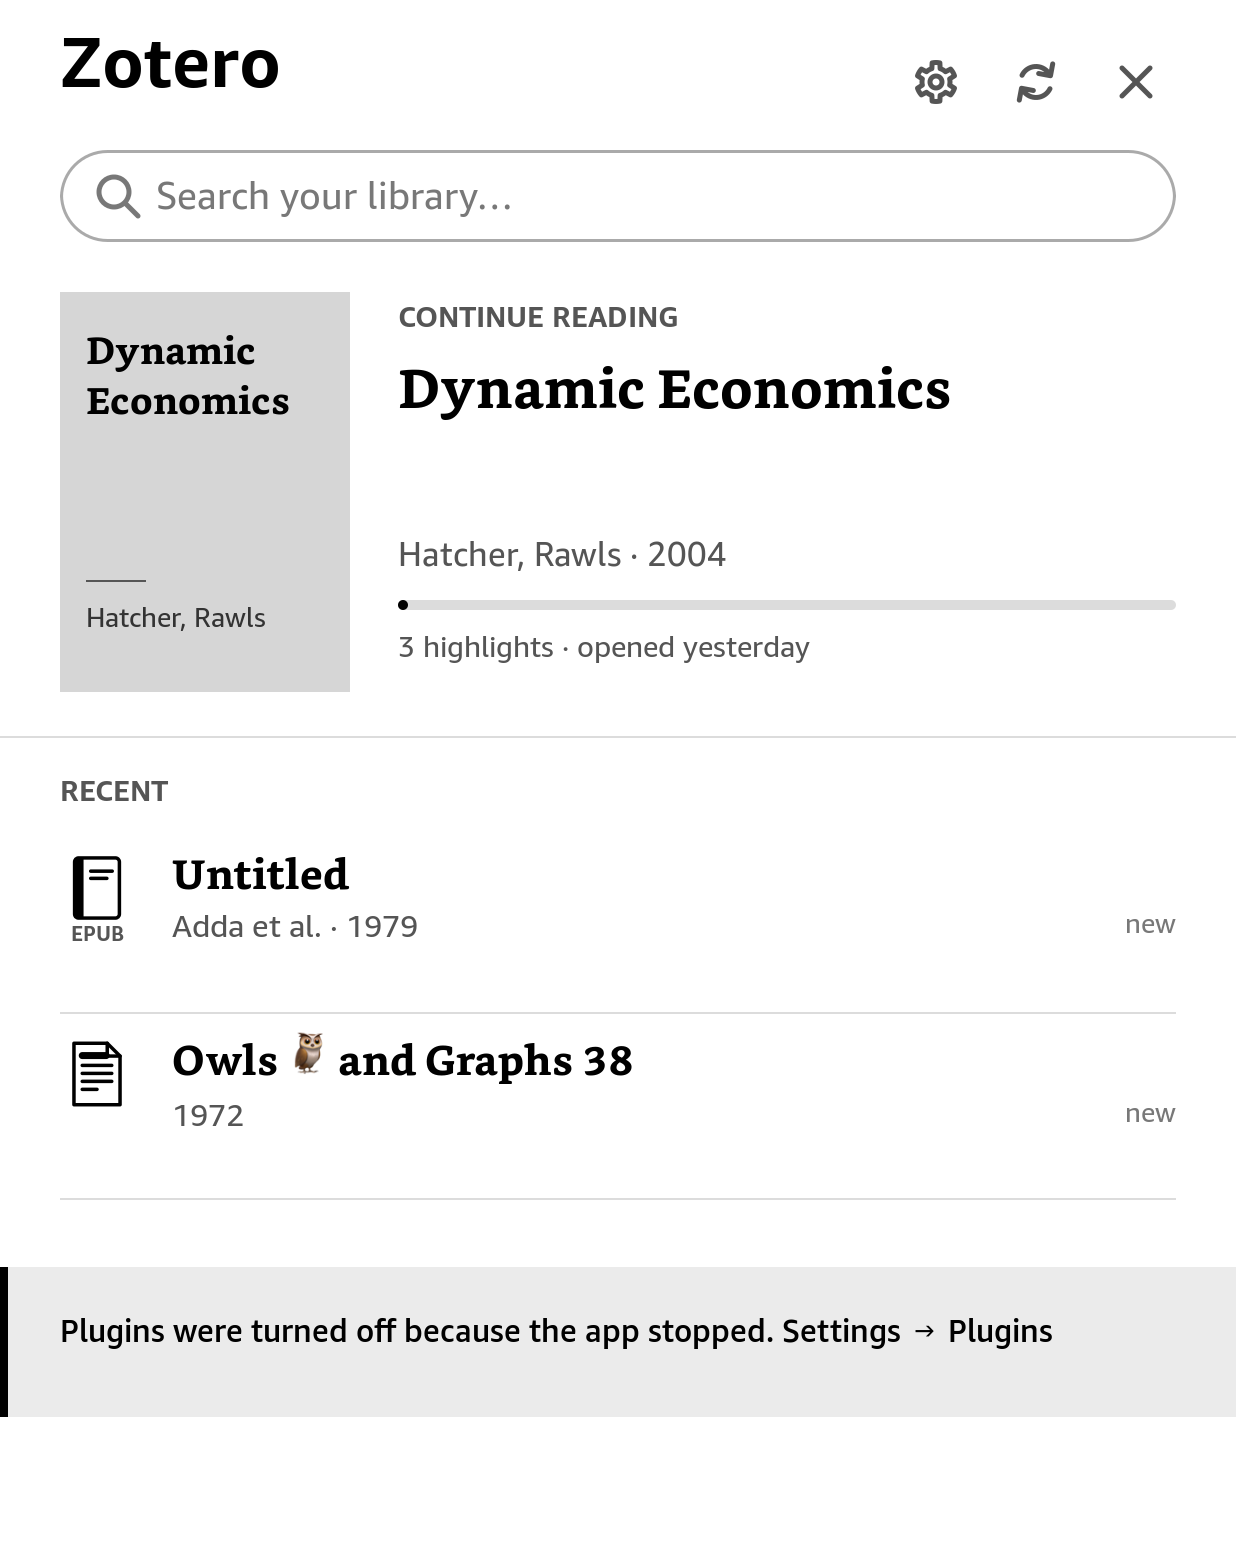 Zotero
Search your library…
Dynamic
Economics
Hatcher, Rawls
CONTINUE READING
Dynamic Economics
Hatcher, Rawls · 2004
3 highlights · opened yesterday
RECENT
EPUB
Untitled
Adda et al. · 1979
new
Owls 🦉 and Graphs 38
1972
new
Plugins were turned off because the app stopped. Settings → Plugins